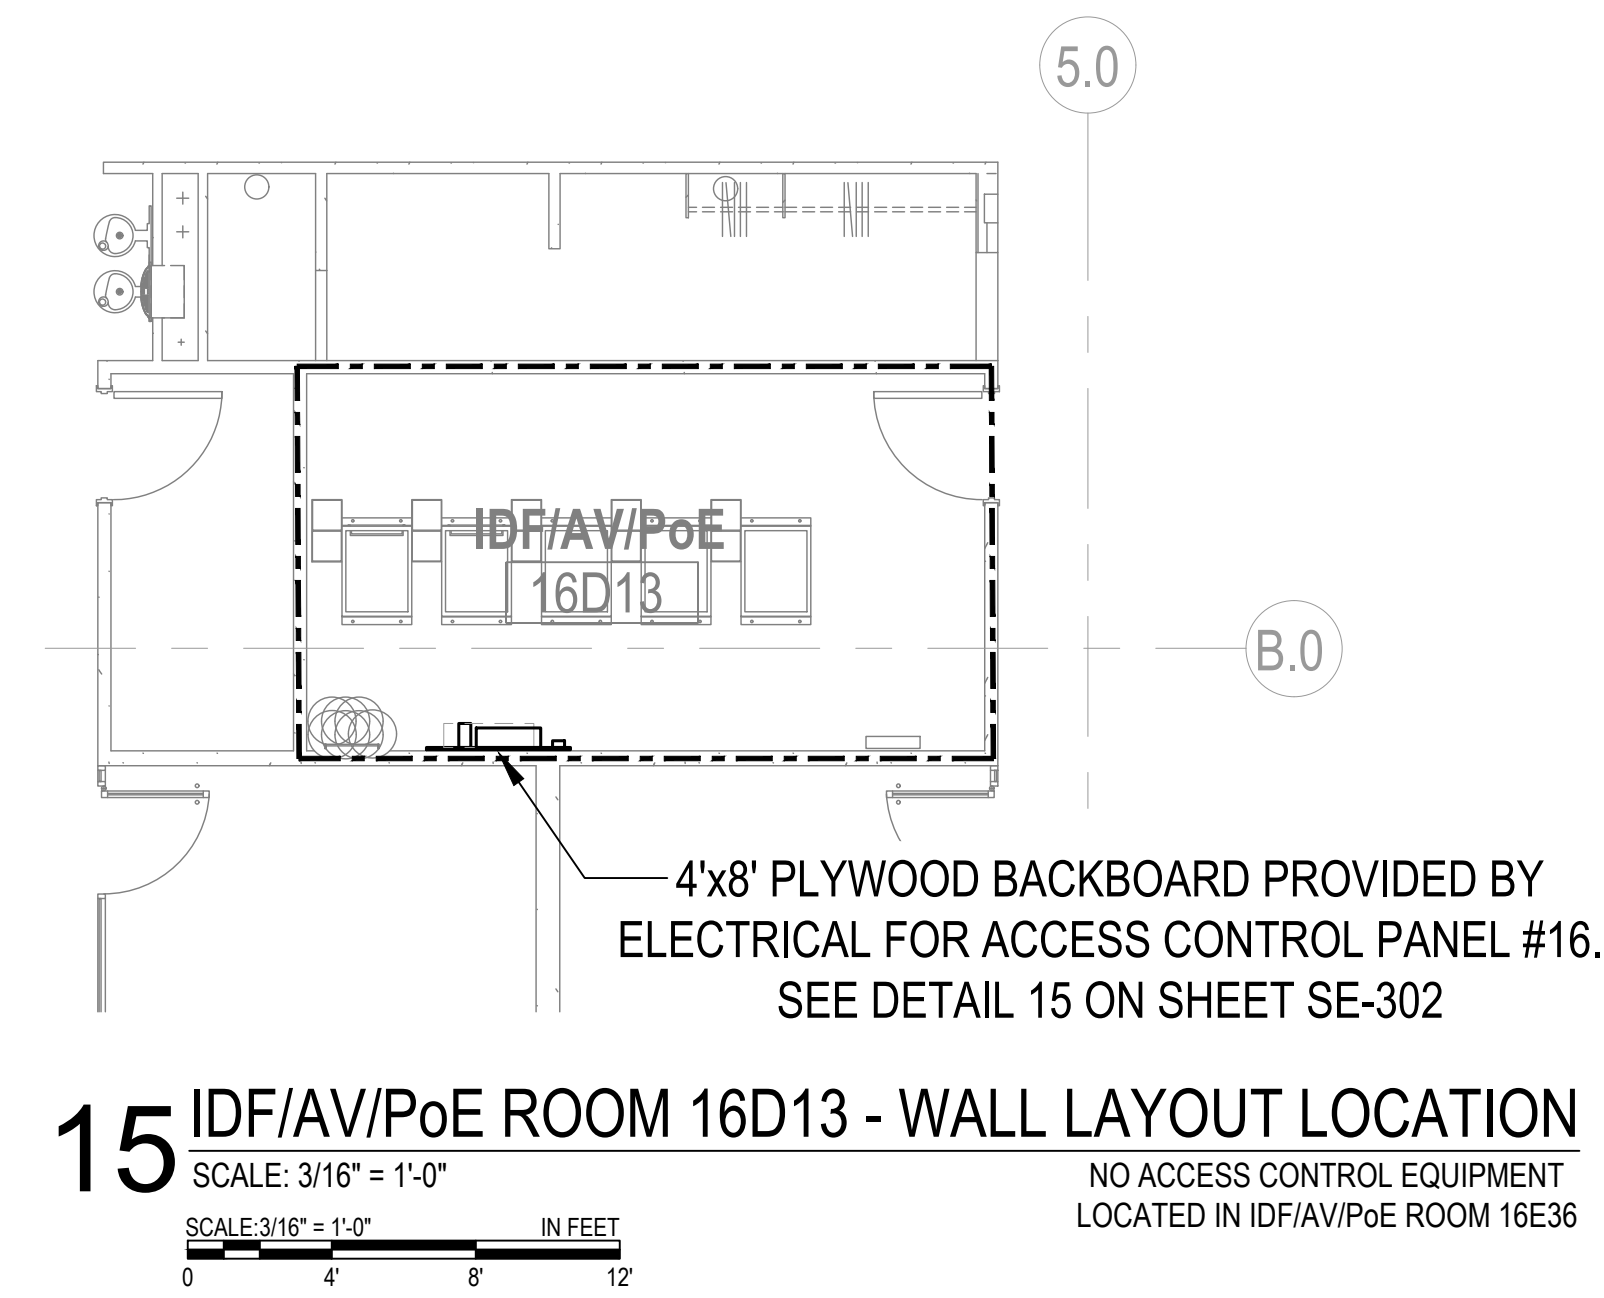 5.0
IDF/AV/PoE
16D13
B.0
4'x8' PLYWOOD BACKBOARD PROVIDED BY
ELECTRICAL FOR ACCESS CONTROL PANEL #16.
SEE DETAIL 15 ON SHEET SE-302
15
IDF/AV/PoE ROOM 16D13 - WALL LAYOUT LOCATION
SCALE: 3/16" = 1'-0"
NO ACCESS CONTROL EQUIPMENT
LOCATED IN IDF/AV/PoE ROOM 16E36
SCALE:3/16" = 1'-0" IN FEET
0 4' 8' 12'